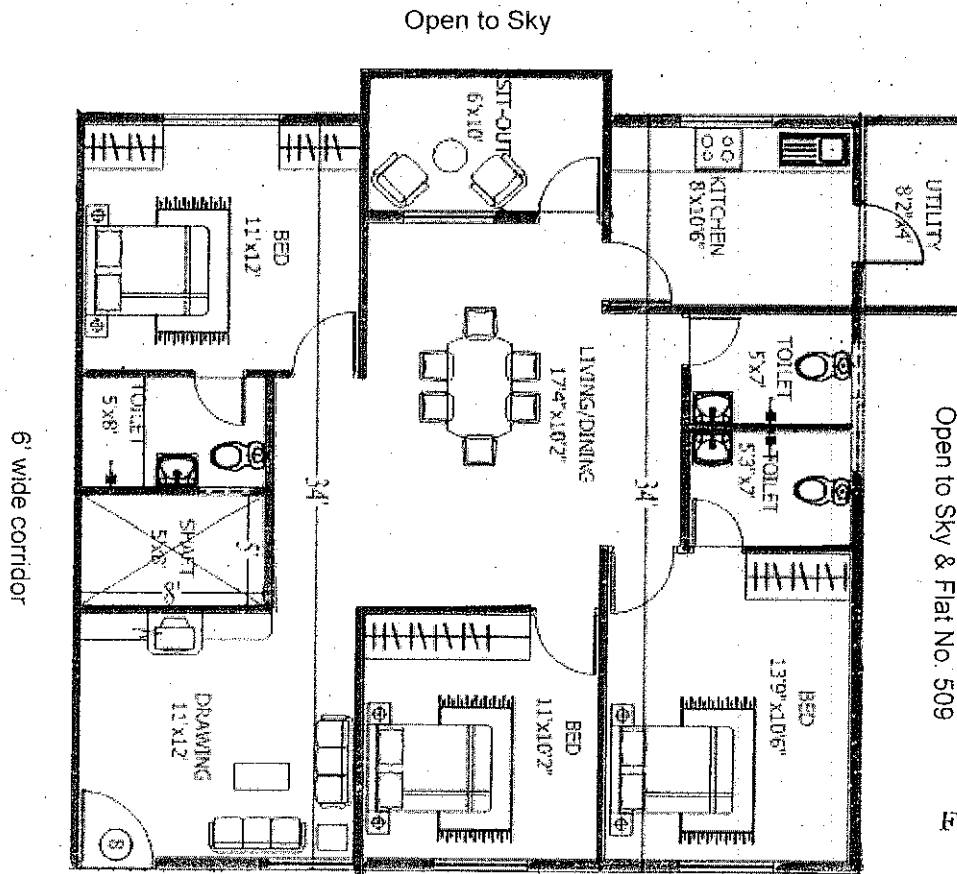 Open to Sky
SIT-OUT
6'x10'
KITCHEN
8'x10'6"
UTILITY
8'2"x4'
BED
11'x12'
TOILET
5'x7'
LIVING/DINING
17'4"x10'2"
TOILET
5'x8'
TOILET
5'3"x7'
34'
34'
SHAFT
5'x8'
5'
8'
BED
13'9"x10'6"
BED
11'x10'2"
DRAWING
11'x12'
8
6' wide corridor
Open to Sky & Flat No. 509